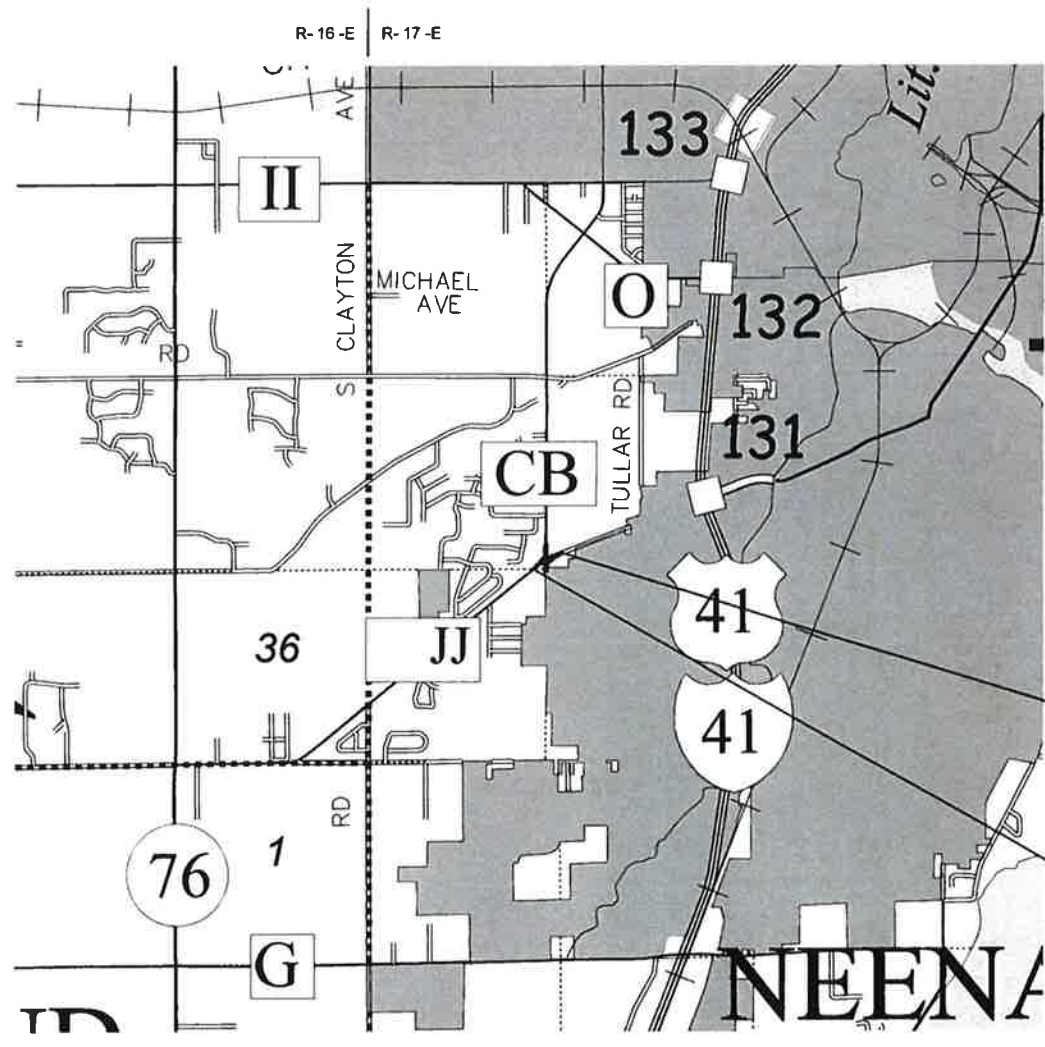 R- 16 -E R- 17 -E
AVE
Lit.
133
II
CLAYTON
MICHAEL
AVE
O
132
RD
S
TULLAR RD
131
CB
41
36
JJ
41
RD
1
76
G
NEENA